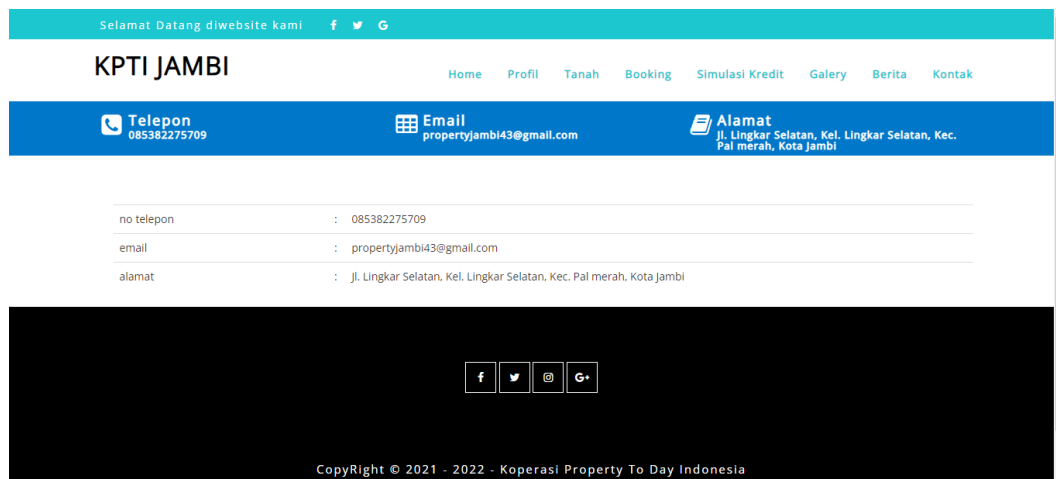 Selamat Datang diwebsite kami
KPTI JAMBI
Home Profil Tanah Booking Simulasi Kredit Galery Berita Kontak
Telepon
085382275709
Email
propertyjambi43@gmail.com
Alamat
Jl. Lingkar Selatan, Kel. Lingkar Selatan, Kec.
Pal merah, Kota Jambi
no telepon : 085382275709
email : propertyjambi43@gmail.com
alamat : Jl. Lingkar Selatan, Kel. Lingkar Selatan, Kec. Pal merah, Kota Jambi
CopyRight © 2021 - 2022 - Koperasi Property To Day Indonesia